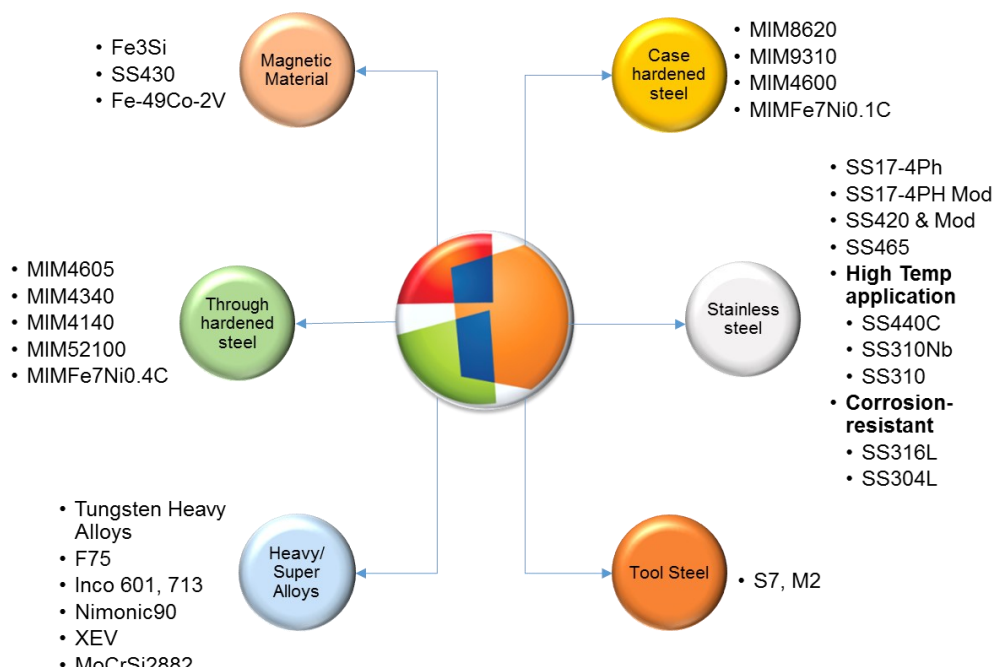 Magnetic
Material
• Fe3Si
• SS430
• Fe-49Co-2V
Case
hardened
steel
• MIM8620
• MIM9310
• MIM4600
• MIMFe7Ni0.1C
Through
hardened
steel
• MIM4605
• MIM4340
• MIM4140
• MIM52100
• MIMFe7Ni0.4C
Stainless
steel
• SS17-4Ph
• SS17-4PH Mod
• SS420 & Mod
• SS465
• High Temp
application
• SS440C
• SS310Nb
• SS310
• Corrosion-
resistant
• SS316L
• SS304L
Heavy/
Super
Alloys
• Tungsten Heavy
Alloys
• F75
• Inco 601, 713
• Nimonic90
• XEV
• MoCrSi2882
Tool Steel
• S7, M2